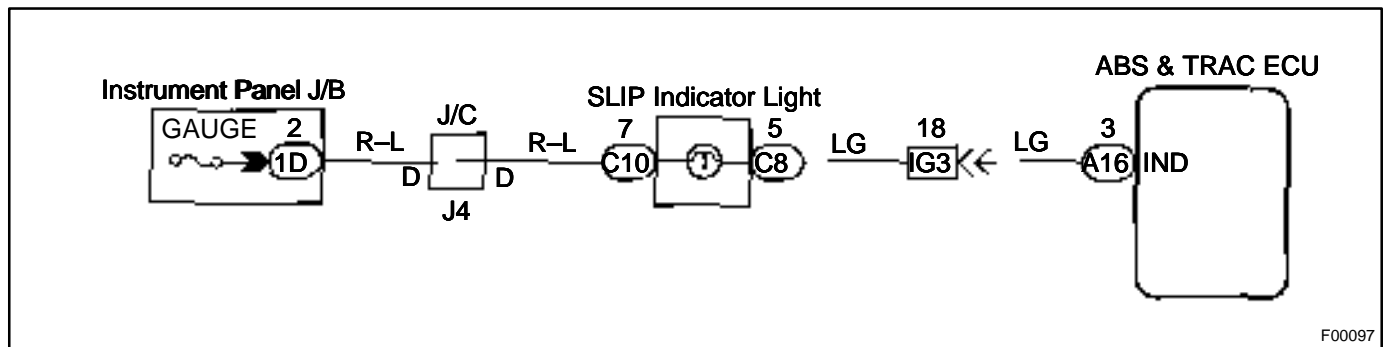 ABS & TRAC ECU
Instrument Panel J/B
SLIP Indicator Light
GAUGE
2
J/C
7
5
18
3
R–L
R–L
LG
LG
1D
C10
C8
IG3
A16
IND
D
D
J4
F00097